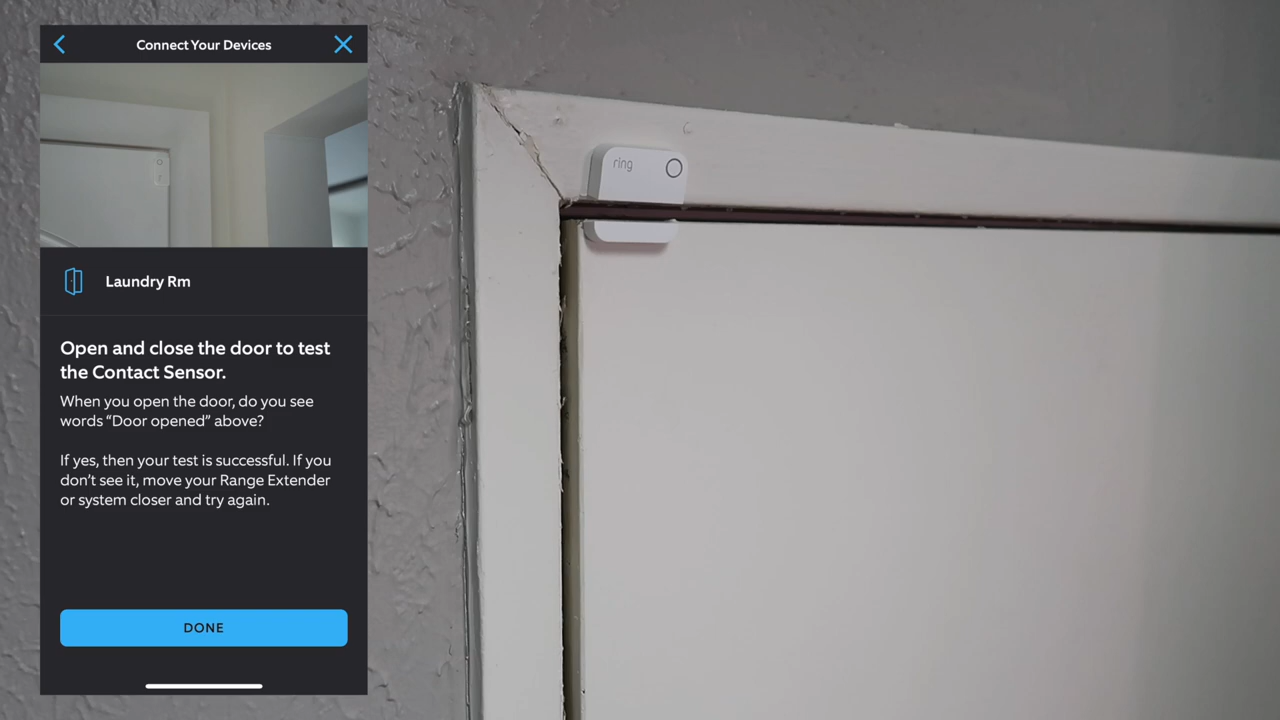 Connect Your Devices
Laundry Rm
Open and close the door to test
the Contact Sensor.
When you open the door, do you see
words “Door opened” above?
If yes, then your test is successful. If you
don’t see it, move your Range Extender
or system closer and try again.
DONE
ring